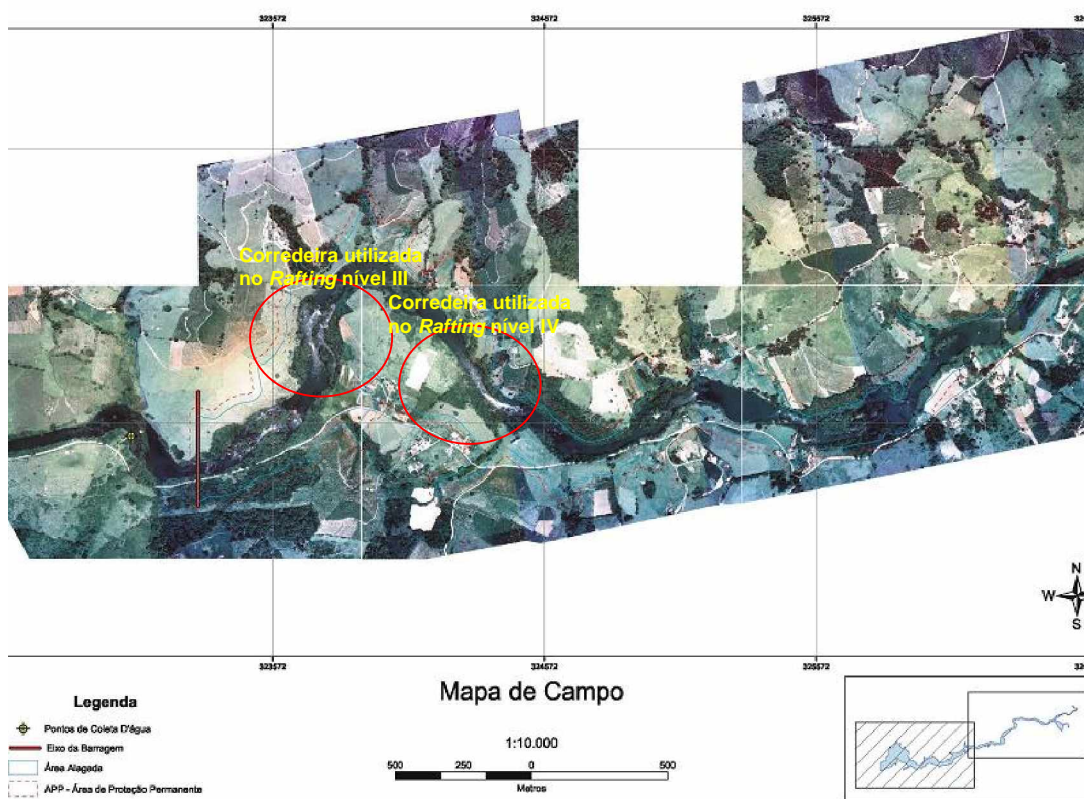 323572
324572
325572
32
Corredeira utilizada
no Rafting nível III
Corredeira utilizada
no Rafting nível IV
N
W
S
323572
324572
325572
32
Legenda
Pontos de Coleta D'água
Eixo da Barragem
Área Alagada
APP - Área de Proteção Permanente
Mapa de Campo
1:10.000
500 250 0 500
Metros